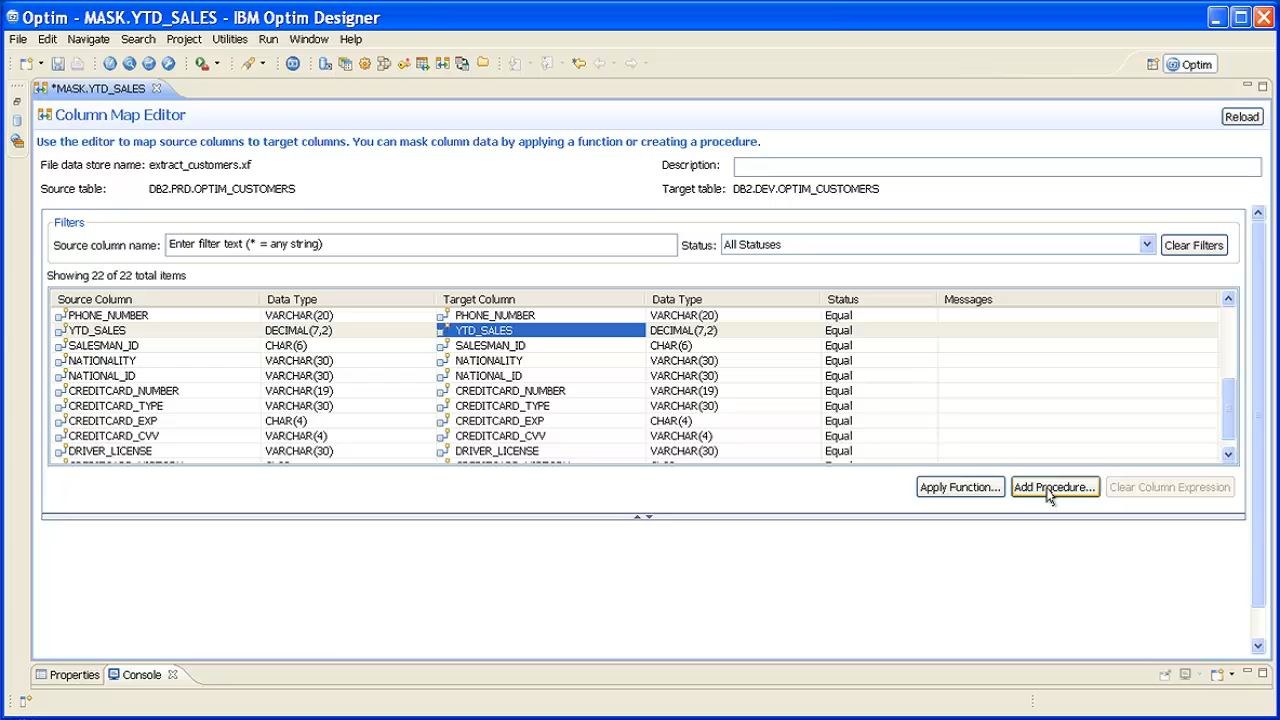 Optim - MASK.YTD_SALES - IBM Optim Designer
File Edit Navigate Search Project Utilities Run Window Help
Optim
*MASK.YTD_SALES
Column Map Editor
Reload
Use the editor to map source columns to target columns. You can mask column data by applying a function or creating a procedure.
File data store name: extract_customers.xf Description:
Source table: DB2.PRD.OPTIM_CUSTOMERS Target table: DB2.DEV.OPTIM_CUSTOMERS
Filters
Source column name: Enter filter text (* = any string) Status: All Statuses Clear Filters
Showing 22 of 22 total items
Source Column Data Type Target Column Data Type Status Messages
PHONE_NUMBER VARCHAR(20) PHONE_NUMBER VARCHAR(20) Equal
YTD_SALES DECIMAL(7,2) YTD_SALES DECIMAL(7,2) Equal
SALESMAN_ID CHAR(6) SALESMAN_ID CHAR(6) Equal
NATIONALITY VARCHAR(30) NATIONALITY VARCHAR(30) Equal
NATIONAL_ID VARCHAR(30) NATIONAL_ID VARCHAR(30) Equal
CREDITCARD_NUMBER VARCHAR(19) CREDITCARD_NUMBER VARCHAR(19) Equal
CREDITCARD_TYPE VARCHAR(30) CREDITCARD_TYPE VARCHAR(30) Equal
CREDITCARD_EXP CHAR(4) CREDITCARD_EXP CHAR(4) Equal
CREDITCARD_CVV VARCHAR(4) CREDITCARD_CVV VARCHAR(4) Equal
DRIVER_LICENSE VARCHAR(30) DRIVER_LICENSE VARCHAR(30) Equal
Apply Function... Add Procedure... Clear Column Expression
Properties Console